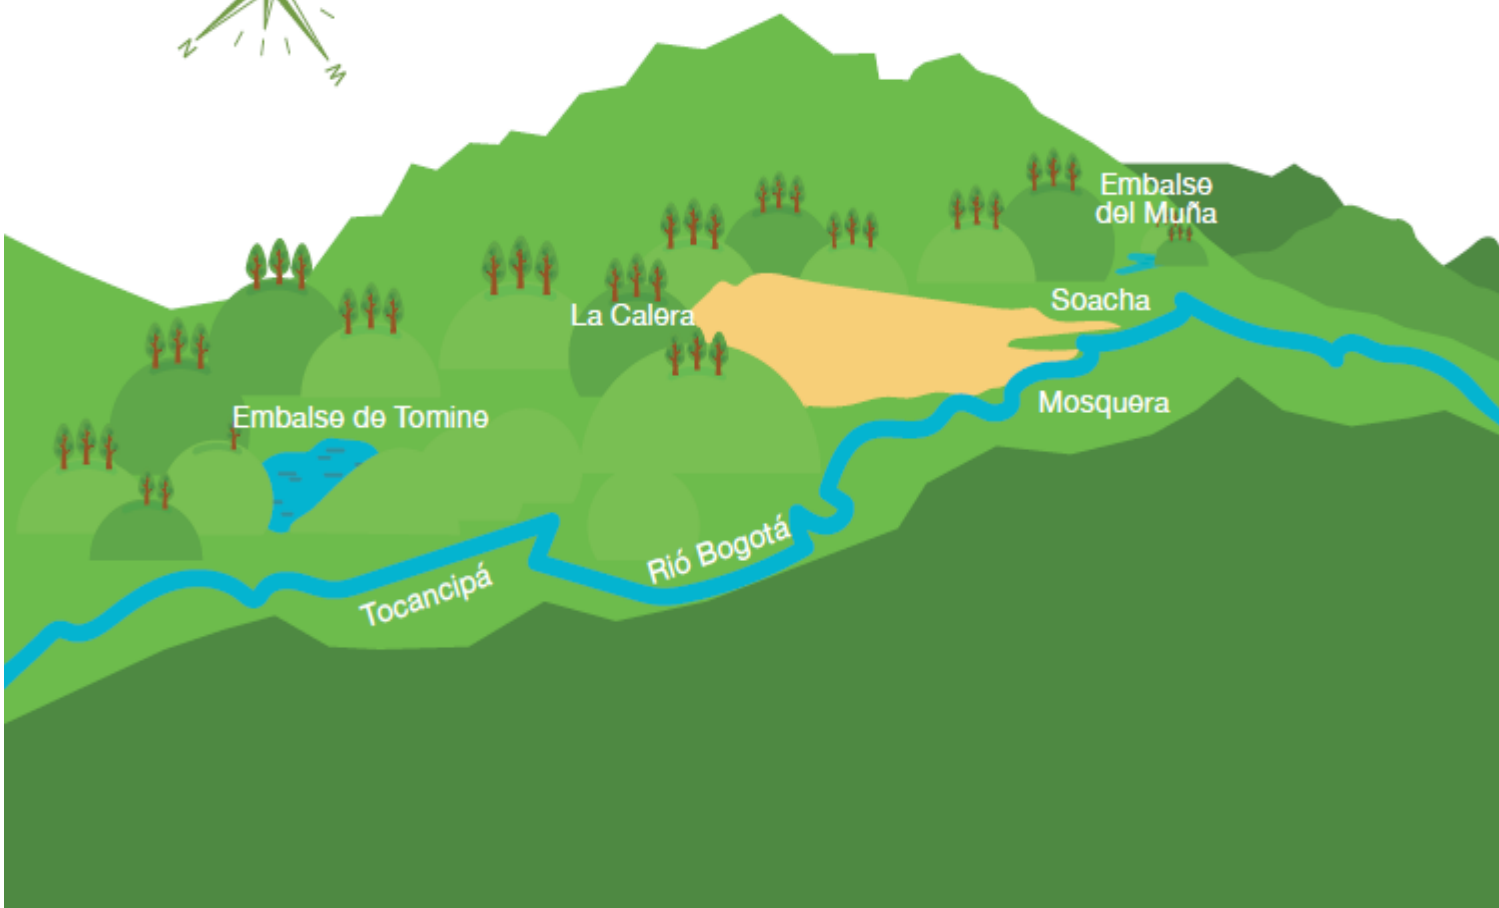 N
W
Embalse
del Muña
Soacha
La Calera
Mosquera
Embalse de Tomine
Rió Bogotá
Tocancipá